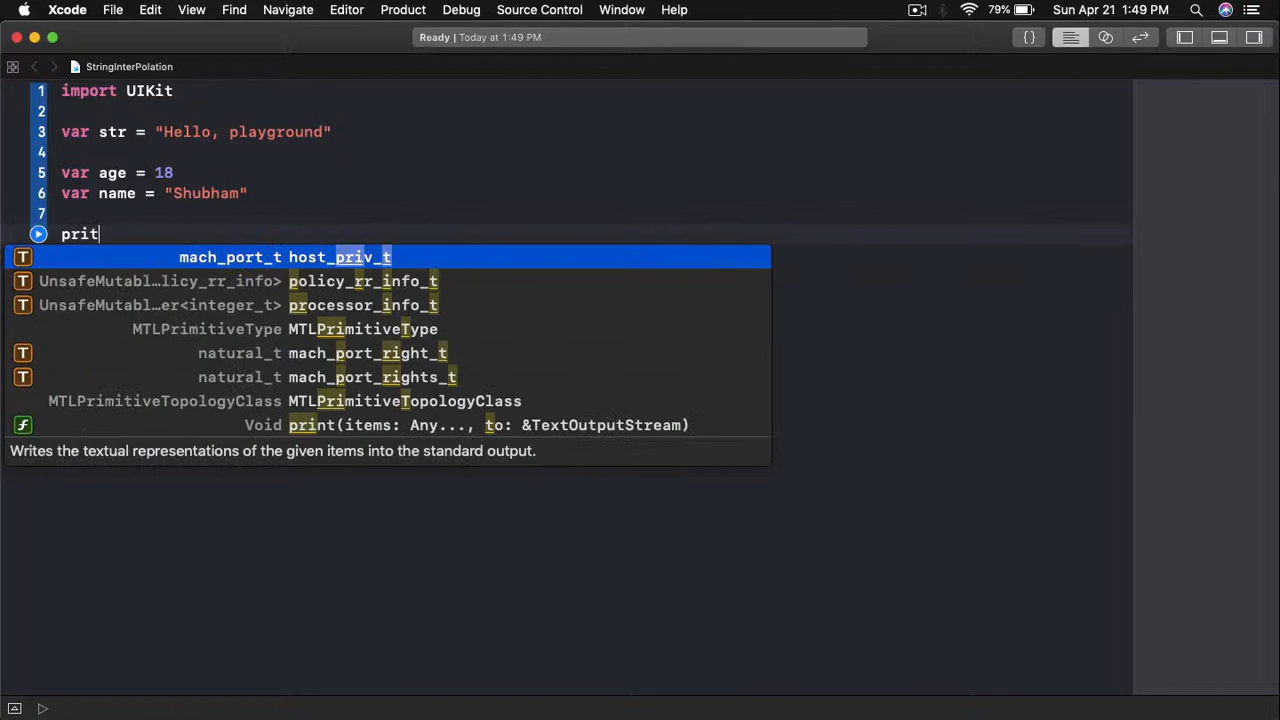 Xcode File Edit View Find Navigate Editor Product Debug Source Control Window Help 79% Sun Apr 21 1:49 PM
Ready | Today at 1:49 PM { }
StringInterPolation
1 import UIKit
2
3 var str = "Hello, playground"
4
5 var age = 18
6 var name = "Shubham"
7
prit
T mach_port_t host_priv_t
T UnsafeMutabl…licy_rr_info> policy_rr_info_t
T UnsafeMutabl…er<integer_t> processor_info_t
MTLPrimitiveType MTLPrimitiveType
T natural_t mach_port_right_t
T natural_t mach_port_rights_t
MTLPrimitiveTopologyClass MTLPrimitiveTopologyClass
f Void print(items: Any..., to: &TextOutputStream)
Writes the textual representations of the given items into the standard output.